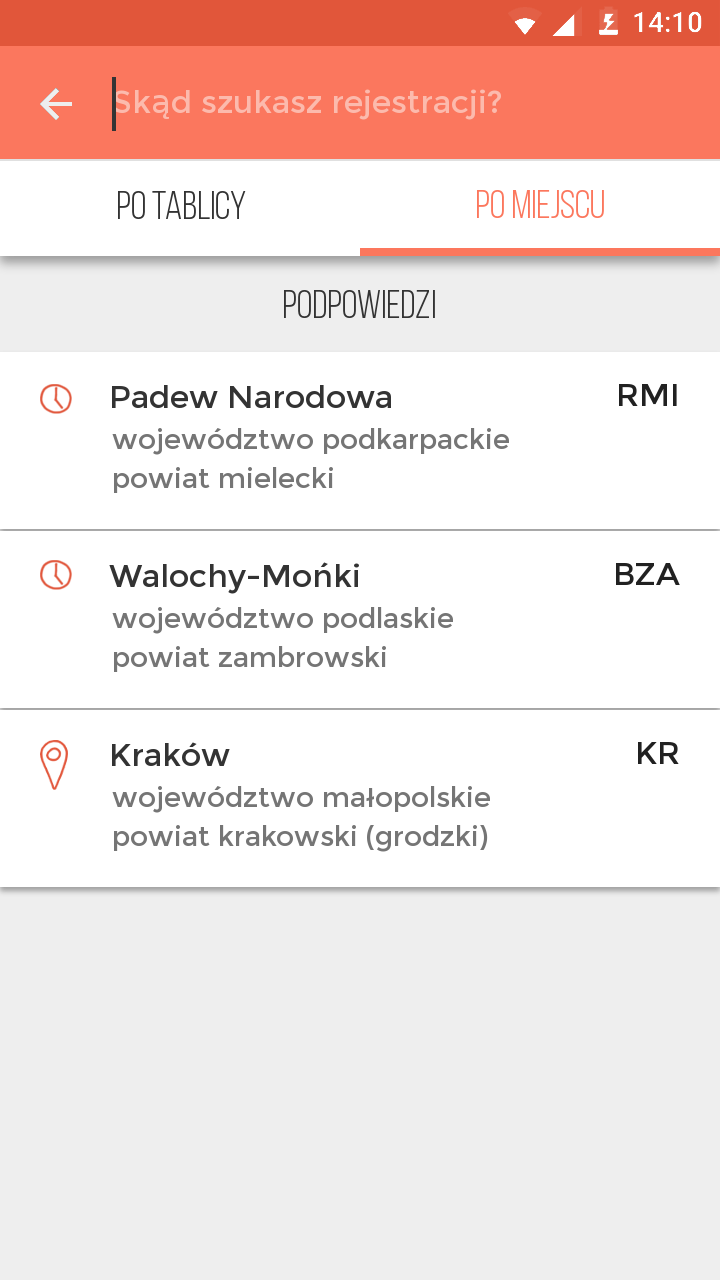 14:10
Skąd szukasz rejestracji?
PO TABLICY
PO MIEJSCU
PODPOWIEDZI
Padew Narodowa
RMI
województwo podkarpackie
powiat mielecki
Walochy-Mońki
BZA
województwo podlaskie
powiat zambrowski
Kraków
KR
województwo małopolskie
powiat krakowski (grodzki)